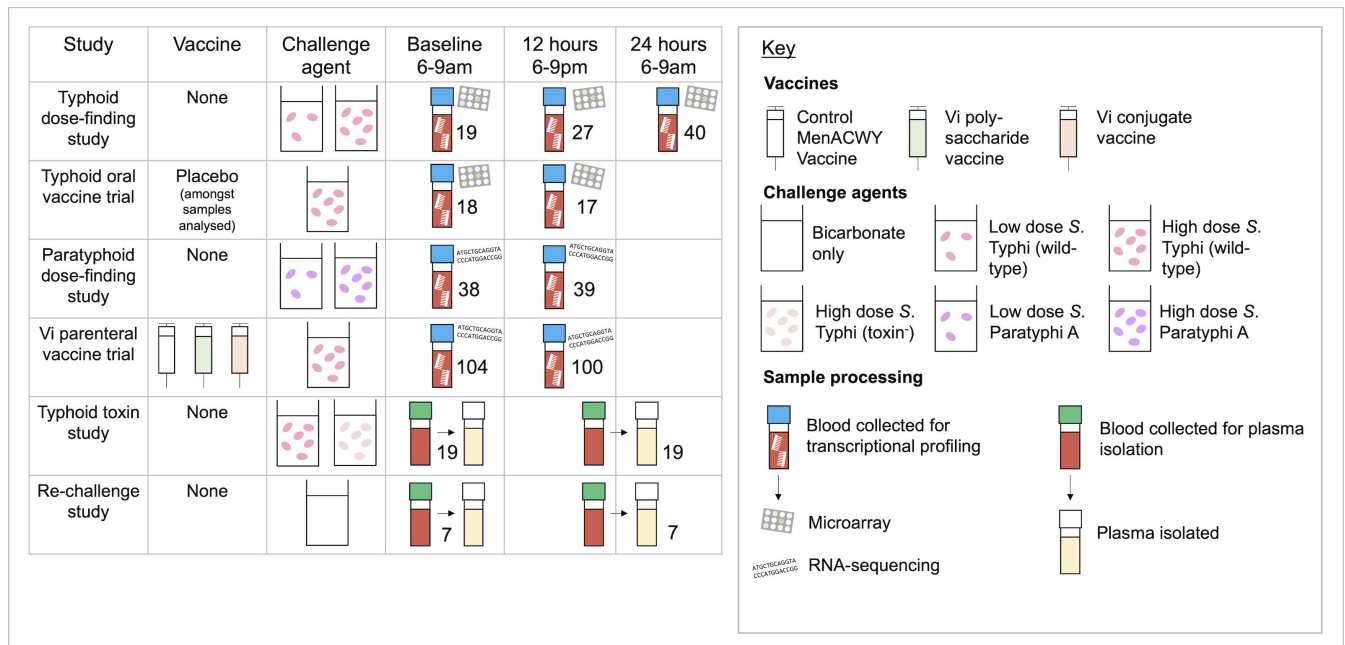 Study Vaccine Challenge agent Baseline 6-9am 12 hours 6-9pm 24 hours 6-9am
Typhoid dose-finding study
None
19
27
40
Typhoid oral vaccine trial
Placebo
(amongst samples analysed)
18
17
Paratyphoid dose-finding study
None
ATGCTGCAGGTA
CCCATGGACCGG
38
ATGCTGCAGGTA
CCCATGGACCGG
39
Vi parenteral vaccine trial
ATGCTGCAGGTA
CCCATGGACCGG
104
ATGCTGCAGGTA
CCCATGGACCGG
100
Typhoid toxin study
None
19
19
Re-challenge study
None
7
7
Key
Vaccines
Control
MenACWY
Vaccine
Vi poly-
saccharide
vaccine
Vi conjugate
vaccine
Challenge agents
Bicarbonate
only
Low dose S.
Typhi (wild-
type)
High dose S.
Typhi (wild-
type)
High dose S.
Typhi (toxin⁻)
Low dose S.
Paratyphi A
High dose S.
Paratyphi A
Sample processing
Blood collected for
transcriptional profiling
Blood collected for plasma
isolation
Microarray
Plasma isolated
ATGCTGCAGGTA
CCCATGGACCGG
RNA-sequencing